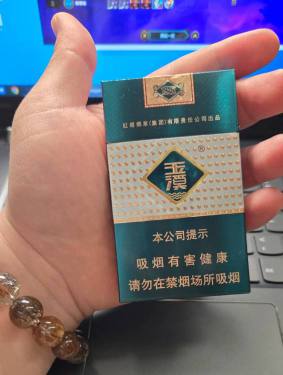 红塔烟草(集团)有限责任公司出品
玉溪
®
本公司提示
吸烟有害健康
请勿在禁烟场所吸烟